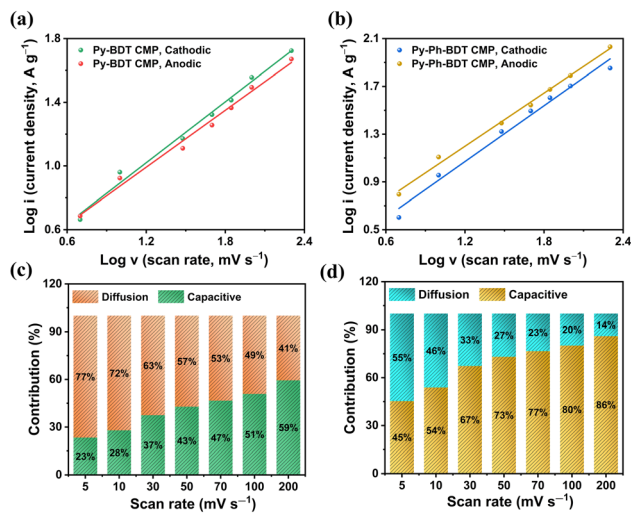 (a)
Log i (current density, A g⁻¹)
1.8
1.4
1.0
0.6
Py-BDT CMP, Cathodic
Py-BDT CMP, Anodic
0.6 1.2 1.8 2.4
Log v (scan rate, mV s⁻¹)
(b)
Log i (current density, A g⁻¹)
2.1
1.7
1.3
0.9
0.5
Py-Ph-BDT CMP, Cathodic
Py-Ph-BDT CMP, Anodic
0.6 1.2 1.8 2.4
Log v (scan rate, mV s⁻¹)
(c)
Contribution (%)
120
90
60
30
0
Diffusion Capacitive
77% 72% 63% 57% 53% 49% 41%
23% 28% 37% 43% 47% 51% 59%
5 10 30 50 70 100 200
Scan rate (mV s⁻¹)
(d)
Contribution (%)
120
90
60
30
0
Diffusion Capacitive
55% 46% 33% 27% 23% 20% 14%
45% 54% 67% 73% 77% 80% 86%
5 10 30 50 70 100 200
Scan rate (mV s⁻¹)